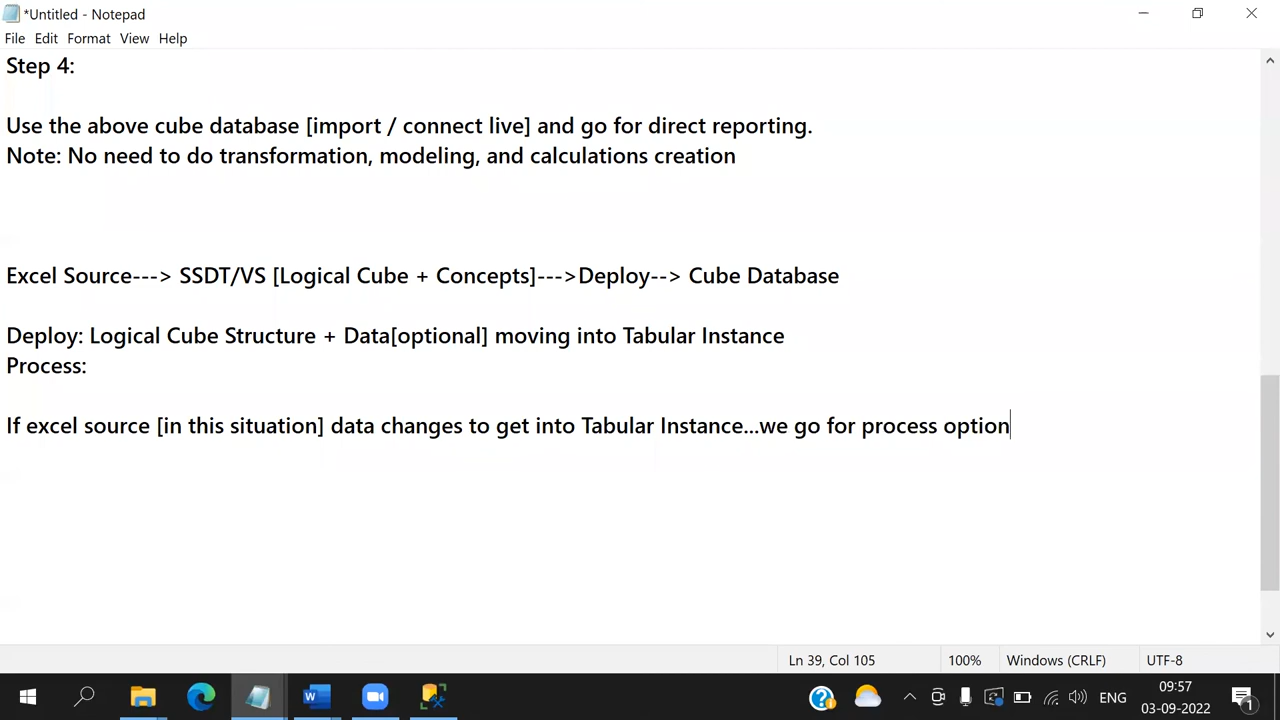 *Untitled - Notepad
File Edit Format View Help
Step 4:
Use the above cube database [import / connect live] and go for direct reporting.
Note: No need to do transformation, modeling, and calculations creation
Excel Source---> SSDT/VS [Logical Cube + Concepts]--->Deploy--> Cube Database
Deploy: Logical Cube Structure + Data[optional] moving into Tabular Instance
Process:
If excel source [in this situation] data changes to get into Tabular Instance...we go for process option
Ln 39, Col 105 100% Windows (CRLF) UTF-8
ENG
09:57
03-09-2022
1